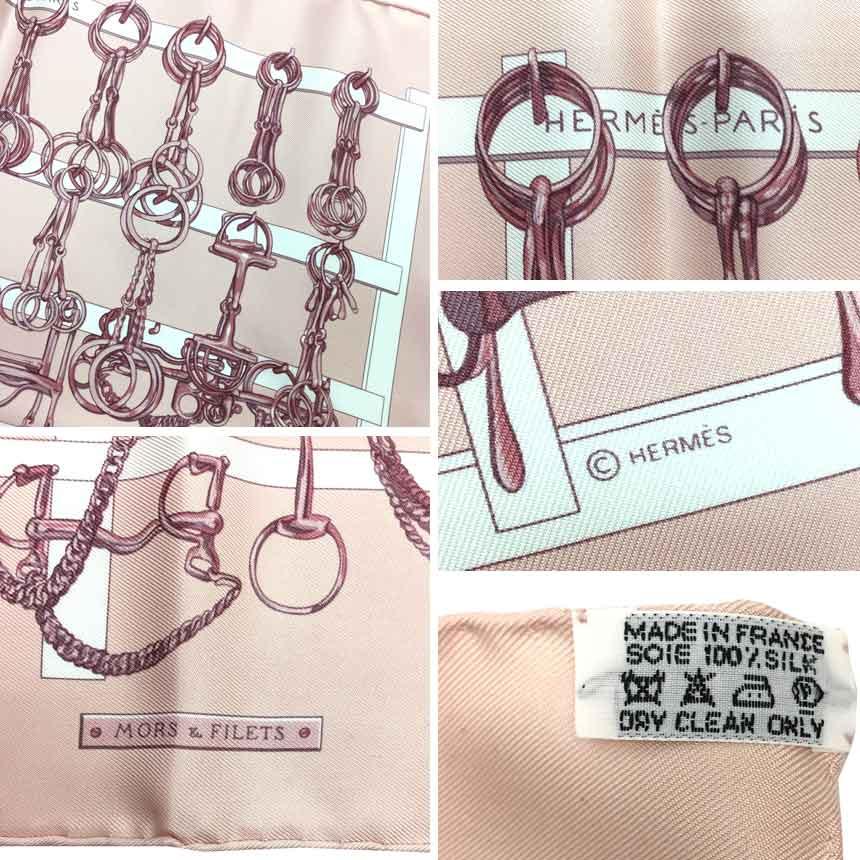 HERMÈS-PARIS
© HERMÈS
MORS & FILETS
MADE IN FRANCE
SOIE 100% SILK
P
DRY CLEAN ONLY